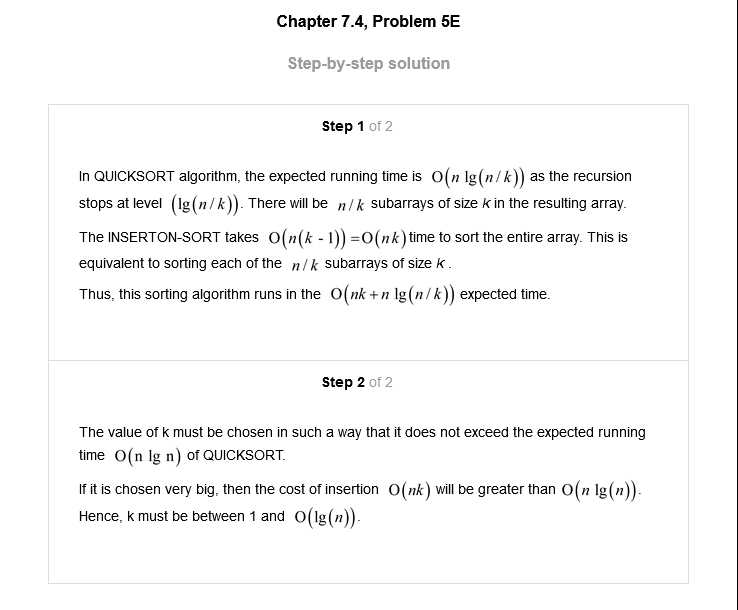 Chapter 7.4, Problem 5E
Step-by-step solution
Step 1 of 2
In QUICKSORT algorithm, the expected running time is O(n lg(n/k)) as the recursion
stops at level (lg(n/k)). There will be n/k subarrays of size k in the resulting array.
The INSERTON-SORT takes O(n(k - 1)) =O(nk) time to sort the entire array. This is
equivalent to sorting each of the n/k subarrays of size k.
Thus, this sorting algorithm runs in the O(nk + n lg(n/k)) expected time.
Step 2 of 2
The value of k must be chosen in such a way that it does not exceed the expected running
time O(n lg n) of QUICKSORT.
If it is chosen very big, then the cost of insertion O(nk) will be greater than O(n lg(n)).
Hence, k must be between 1 and O(lg(n)).